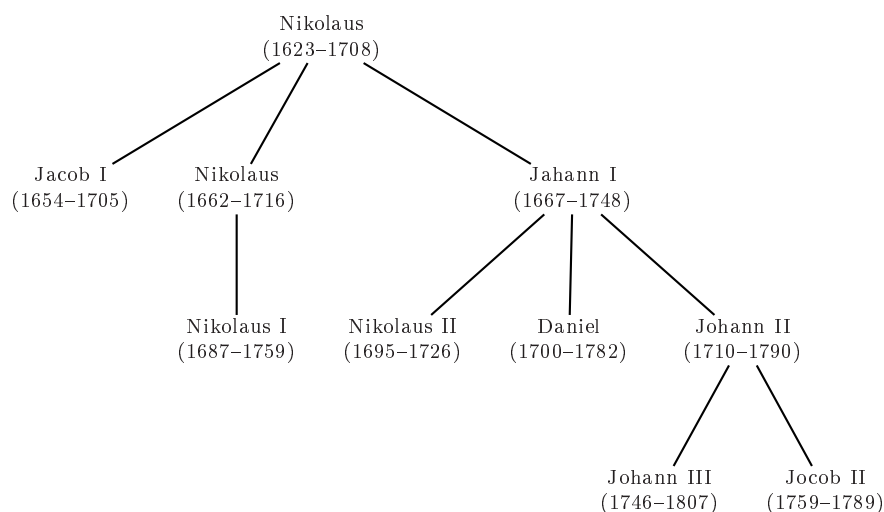 Nikolaus
(1623–1708)
Jacob I
(1654–1705)
Nikolaus
(1662–1716)
Jahann I
(1667–1748)
Nikolaus I
(1687–1759)
Nikolaus II
(1695–1726)
Daniel
(1700–1782)
Johann II
(1710–1790)
Johann III
(1746–1807)
Jocob II
(1759–1789)